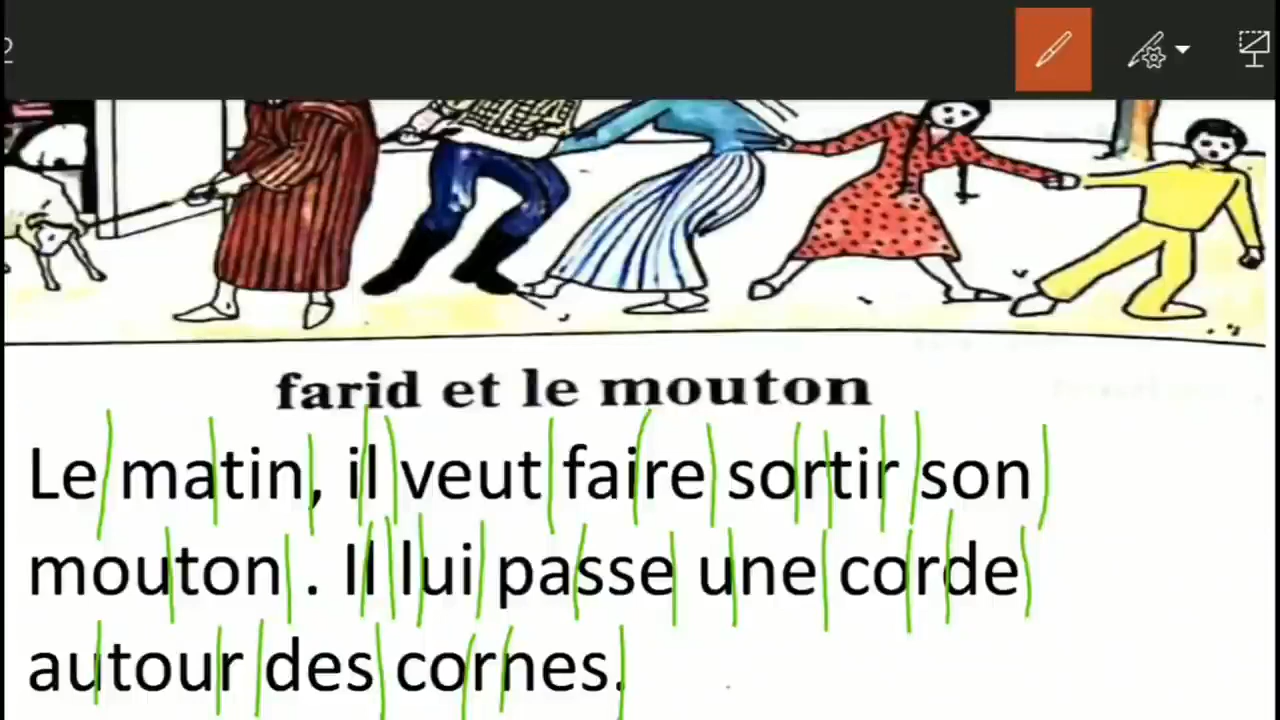 farid et le mouton
Le matin, il veut faire sortir son
mouton . Il lui passe une corde
autour des cornes.